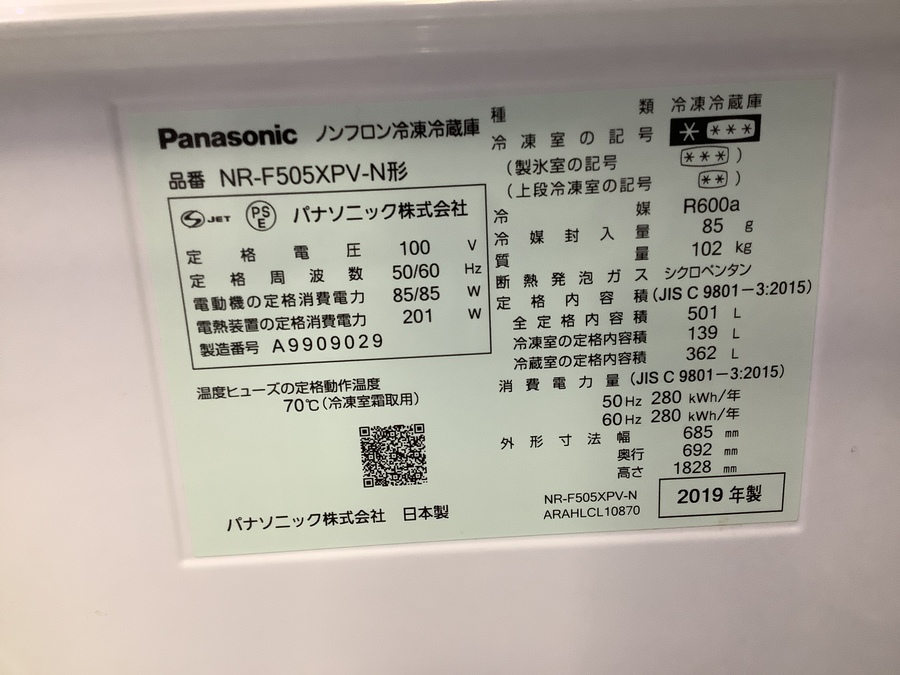 Panasonic ノンフロン冷凍冷蔵庫
品番 NR-F505XPV-N形
S JET PSE パナソニック株式会社
定格電圧 100 V
定格周波数 50/60 Hz
電動機の定格消費電力 85/85 W
電熱装置の定格消費電力 201 W
製造番号 A9909029
温度ヒューズの定格動作温度
70℃(冷凍室霜取用)
パナソニック株式会社 日本製
種類 冷凍冷蔵庫
冷凍室の記号 * ***
(製氷室の記号 *** )
(上段冷凍室の記号 ** )
冷媒 R600a
冷媒封入量 85 g
質量 102 kg
断熱発泡ガス シクロペンタン
定格内容積 (JIS C 9801-3:2015)
全定格内容積 501 L
冷凍室の定格内容積 139 L
冷蔵室の定格内容積 362 L
消費電力量 (JIS C 9801-3:2015)
50Hz 280 kWh/年
60Hz 280 kWh/年
外形寸法 幅 685 mm
奥行 692 mm
高さ 1828 mm
NR-F505XPV-N
ARAHLCL10870
2019年製